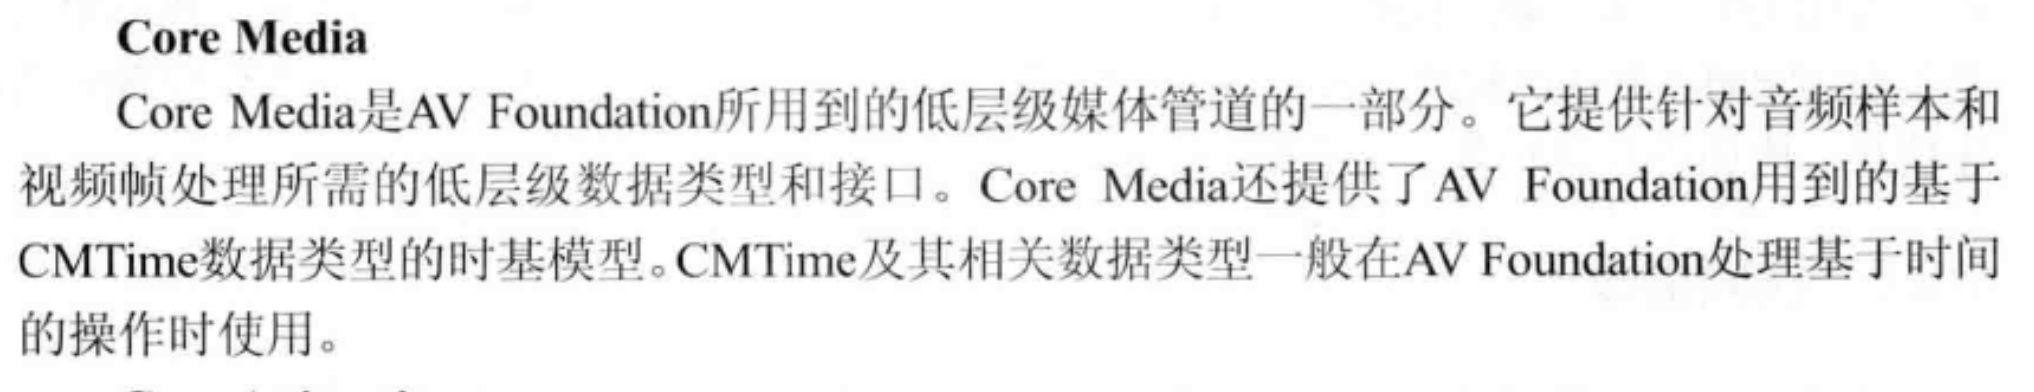 Core Media
Core Media是AV Foundation所用到的低层级媒体管道的一部分。它提供针对音频样本和
视频帧处理所需的低层级数据类型和接口。Core Media还提供了AV Foundation用到的基于
CMTime数据类型的时基模型。CMTime及其相关数据类型一般在AV Foundation处理基于时间
的操作时使用。